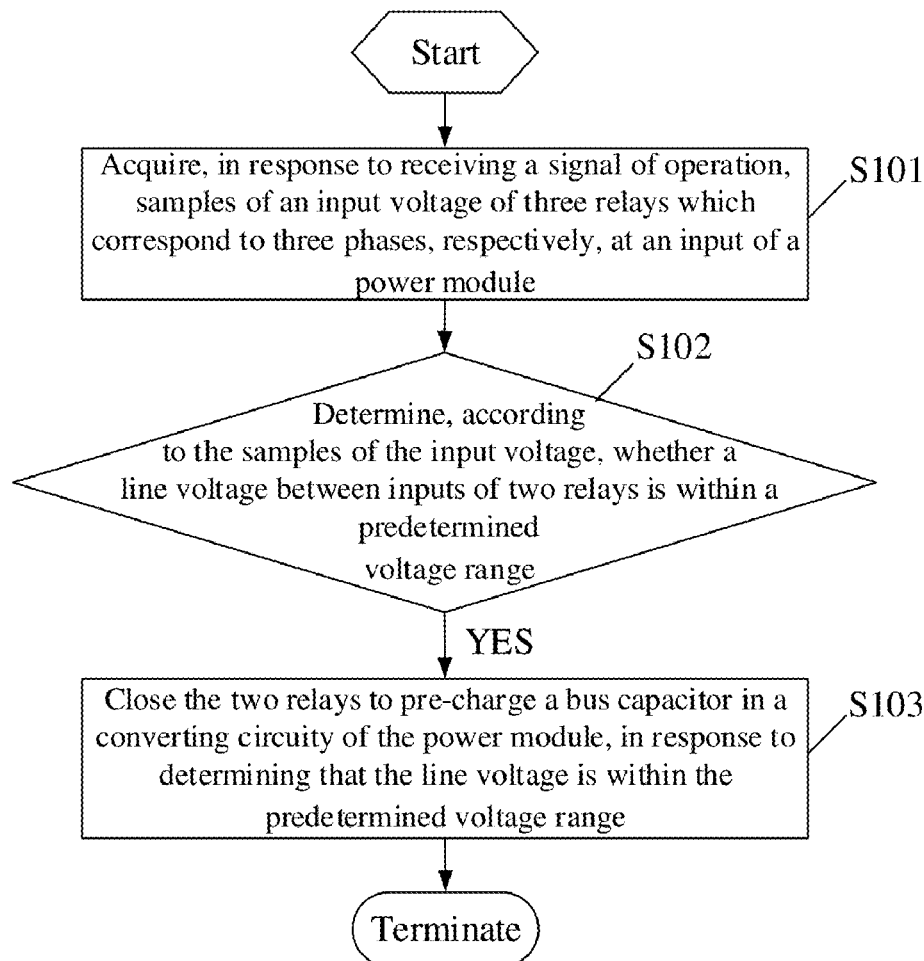 Start
Acquire, in response to receiving a signal of operation,
samples of an input voltage of three relays which
correspond to three phases, respectively, at an input of a
power module
S101
S102
Determine, according
to the samples of the input voltage, whether a
line voltage between inputs of two relays is within a
predetermined
voltage range
YES
Close the two relays to pre-charge a bus capacitor in a
converting circuity of the power module, in response to
determining that the line voltage is within the
predetermined voltage range
S103
Terminate